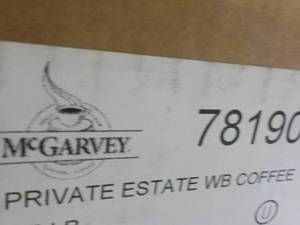 McGARVEY
78190
PRIVATE ESTATE WB COFFEE
U